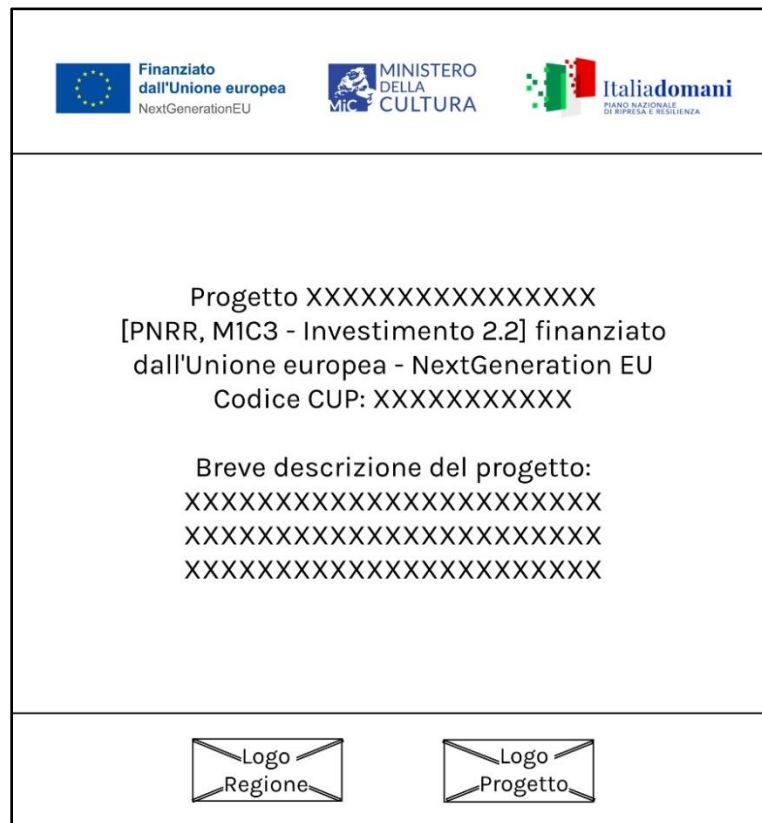 Finanziato
dall'Unione europea
NextGenerationEU
MiC
MINISTERO
DELLA
CULTURA
Italiadomani
PIANO NAZIONALE
DI RIPRESA E RESILIENZA
Progetto XXXXXXXXXXXXXXXX
[PNRR, M1C3 - Investimento 2.2] finanziato
dall'Unione europea - NextGeneration EU
Codice CUP: XXXXXXXXXXX
Breve descrizione del progetto:
XXXXXXXXXXXXXXXXXXXXXXX
XXXXXXXXXXXXXXXXXXXXXXX
XXXXXXXXXXXXXXXXXXXXXXX
Logo
Regione
Logo
Progetto